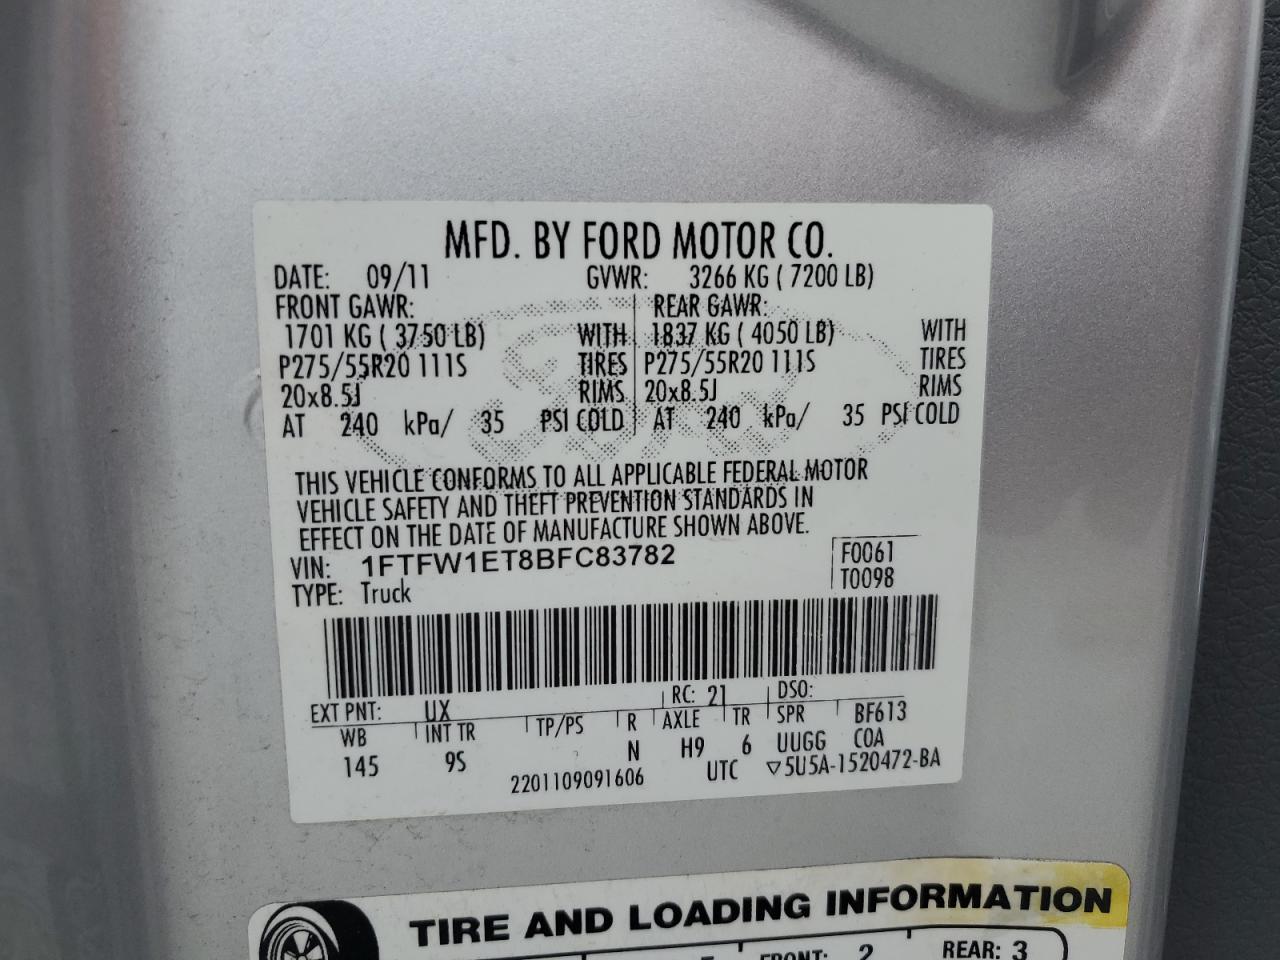 MFD. BY FORD MOTOR CO.
DATE: 09/11 GVWR: 3266 KG ( 7200 LB)
FRONT GAWR: REAR GAWR:
1701 KG ( 3750 LB) WITH 1837 KG ( 4050 LB) WITH
P275/55R20 111S TIRES P275/55R20 111S TIRES
20x8.5J RIMS 20x8.5J RIMS
AT 240 kPa/ 35 PSI COLD AT 240 kPa/ 35 PSI COLD
THIS VEHICLE CONFORMS TO ALL APPLICABLE FEDERAL MOTOR
VEHICLE SAFETY AND THEFT PREVENTION STANDARDS IN
EFFECT ON THE DATE OF MANUFACTURE SHOWN ABOVE.
VIN: 1FTFW1ET8BFC83782 F0061
TYPE: Truck T0098
EXT PNT: UX RC: 21 DSO:
WB INT TR TP/PS R AXLE TR SPR BF613
145 9S N H9 6 UUGG COA
2201109091606 UTC ▽5U5A-1520472-BA
TIRE AND LOADING INFORMATION
FRONT: 2 REAR: 3